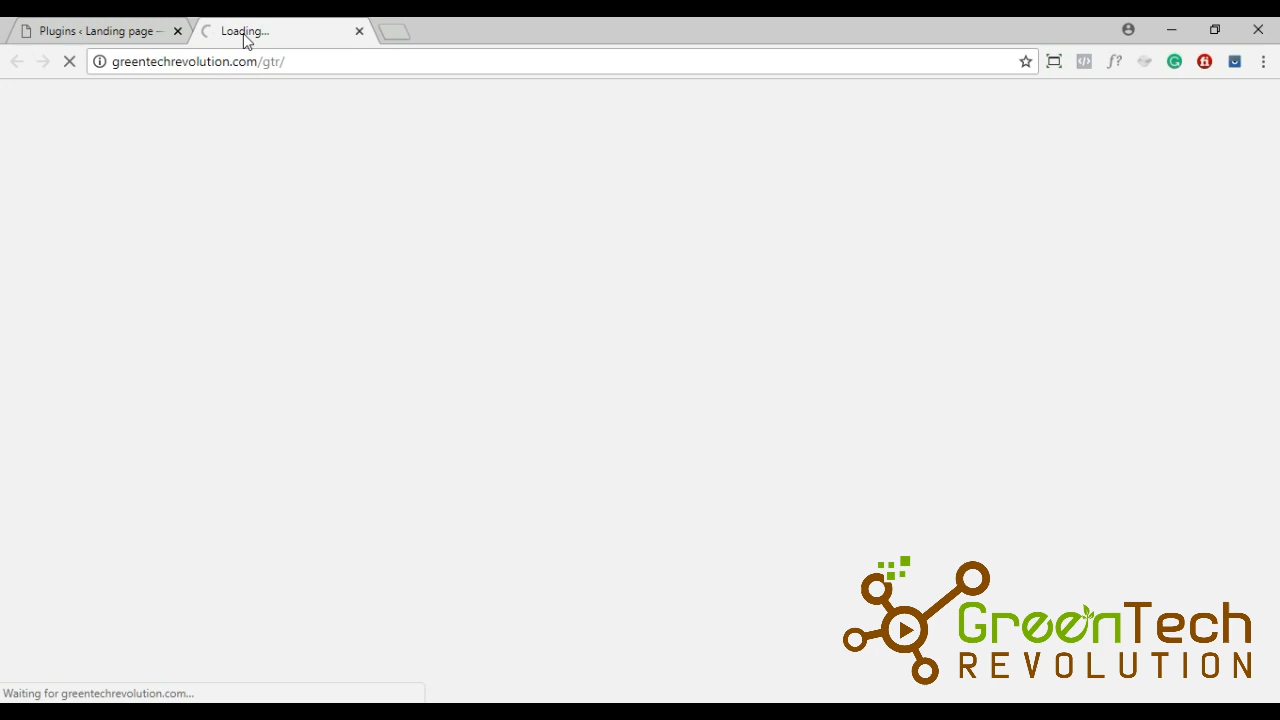 Plugins ‹ Landing page —
Loading...
greentechrevolution.com/gtr/
f?
GreenTech
REVOLUTION
Waiting for greentechrevolution.com...